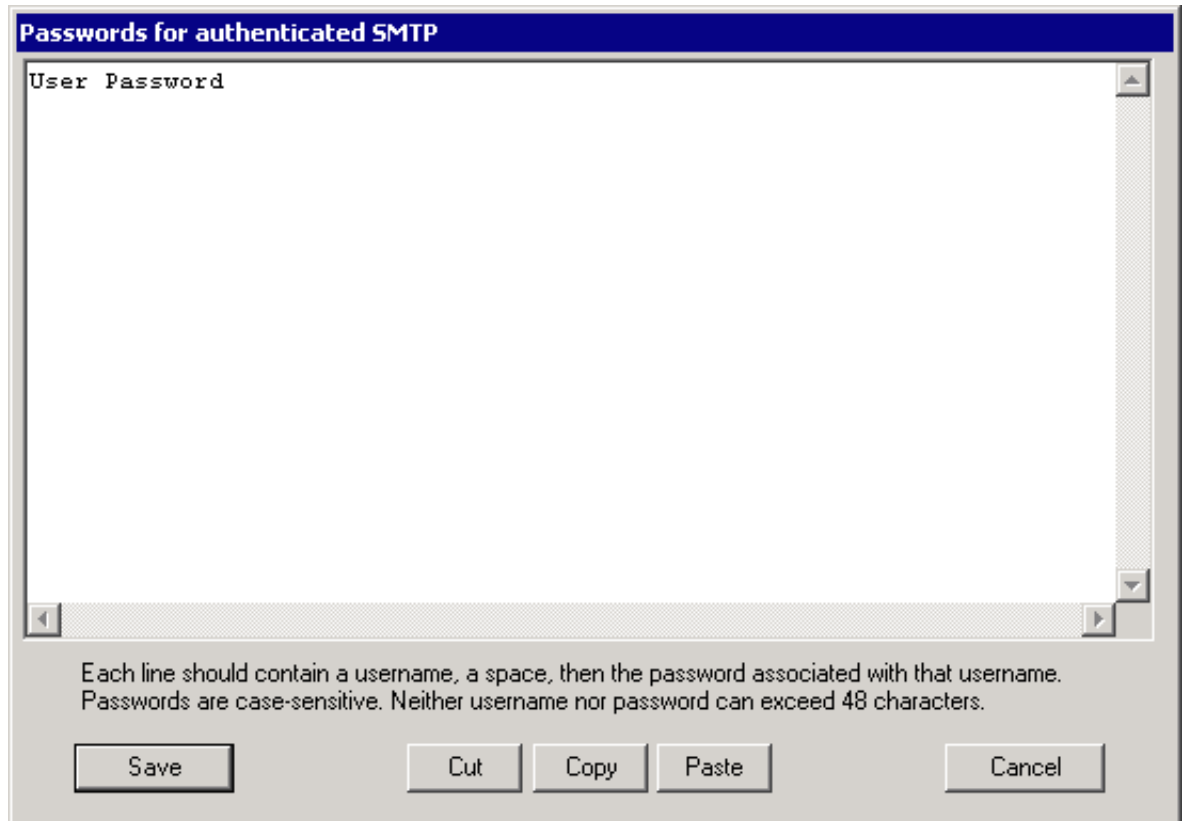 Passwords for authenticated SMTP
User Password
Each line should contain a username, a space, then the password associated with that username.
Passwords are case-sensitive. Neither username nor password can exceed 48 characters.
Save Cut Copy Paste Cancel